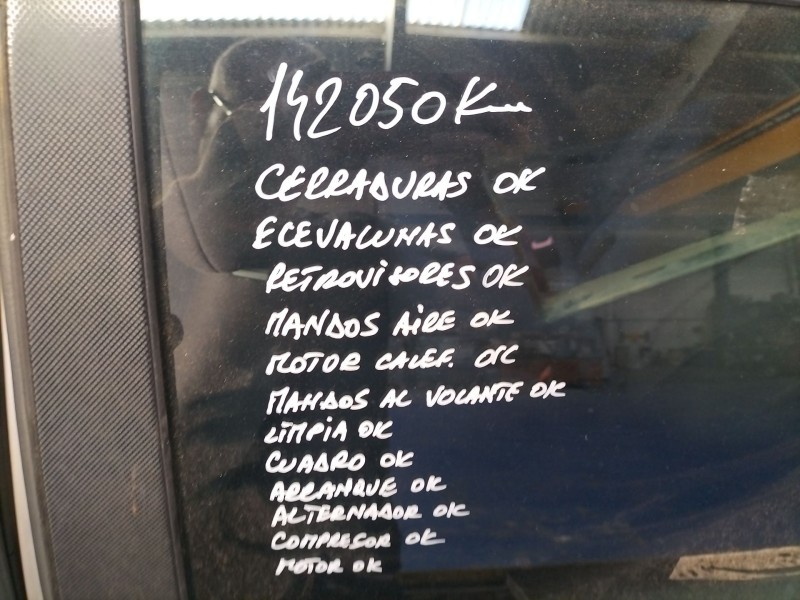 142050Km
CERRADURAS OK
ELEVALUNAS OK
RETROVISORES OK
MANDOS AIRE OK
MOTOR CALEF. OK
MANDOS AL VOLANTE OK
LIMPIA OK
CUADRO OK
ARRANQUE OK
ALTERNADOR OK
COMPRESOR OK
MOTOR OK